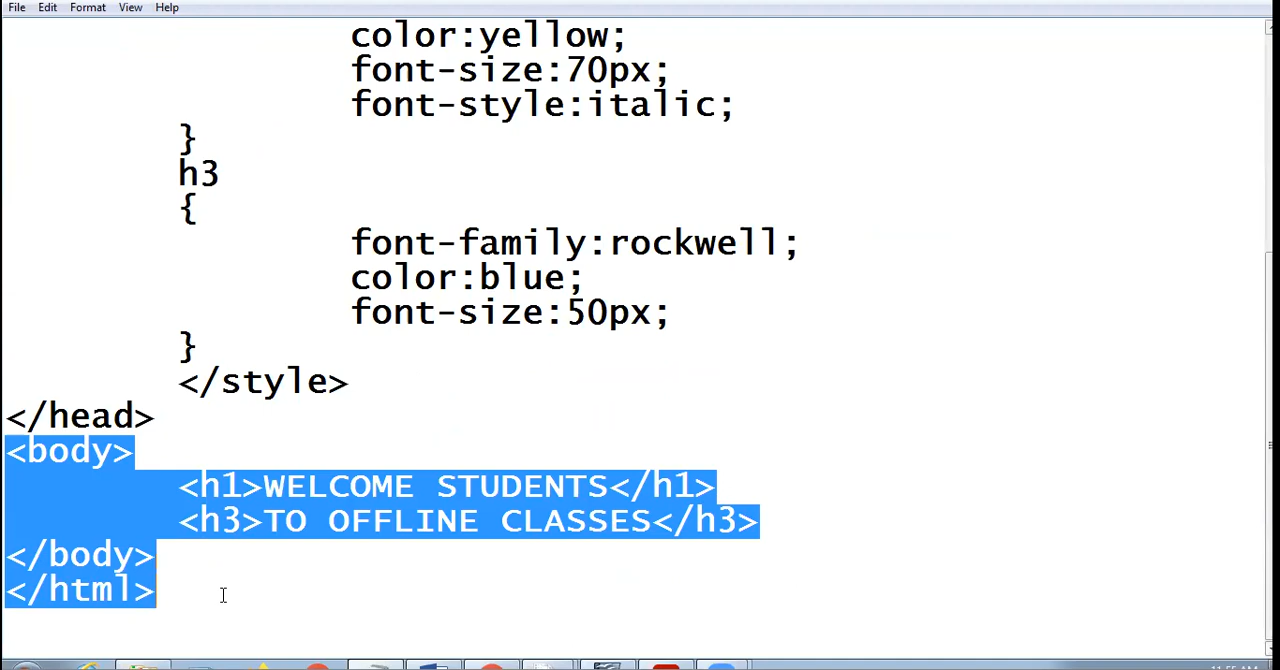 File Edit Format View Help
color:yellow;
font-size:70px;
font-style:italic;
}
h3
{
font-family:rockwell;
color:blue;
font-size:50px;
}
</style>
</head>
<body>
<h1>WELCOME STUDENTS</h1>
<h3>TO OFFLINE CLASSES</h3>
</body>
</html>